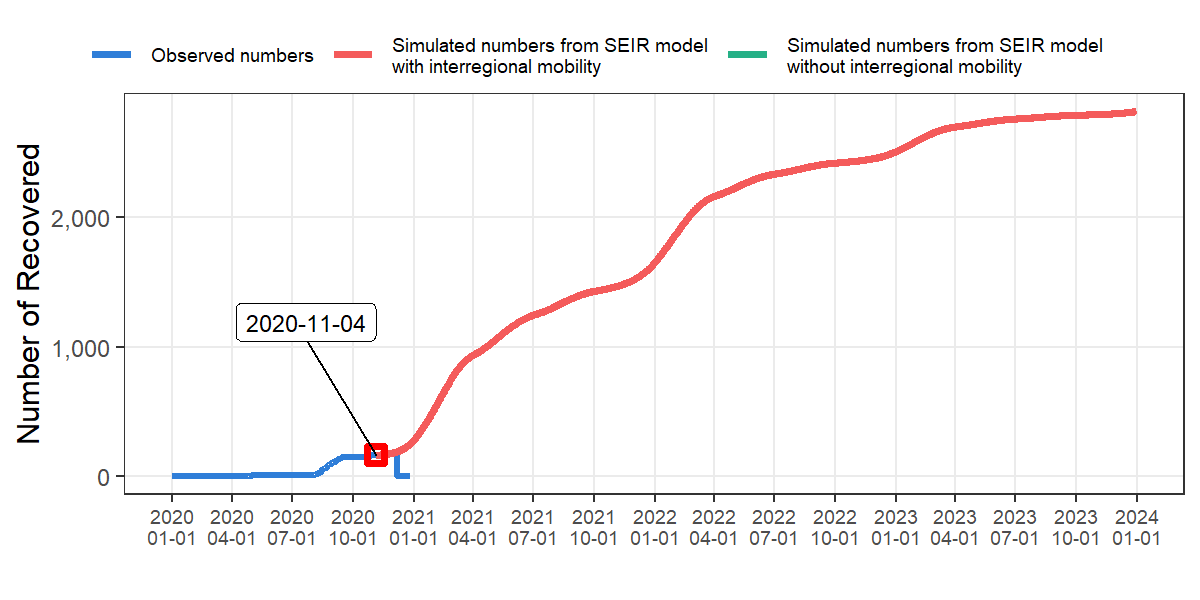 Observed numbers
Simulated numbers from SEIR model
with interregional mobility
Simulated numbers from SEIR model
without interregional mobility
Number of Recovered
2,000
1,000
0
2020-11-04
2020 2020 2020 2020 2021 2021 2021 2021 2022 2022 2022 2022 2023 2023 2023 2023 2024
01-01 04-01 07-01 10-01 01-01 04-01 07-01 10-01 01-01 04-01 07-01 10-01 01-01 04-01 07-01 10-01 01-01